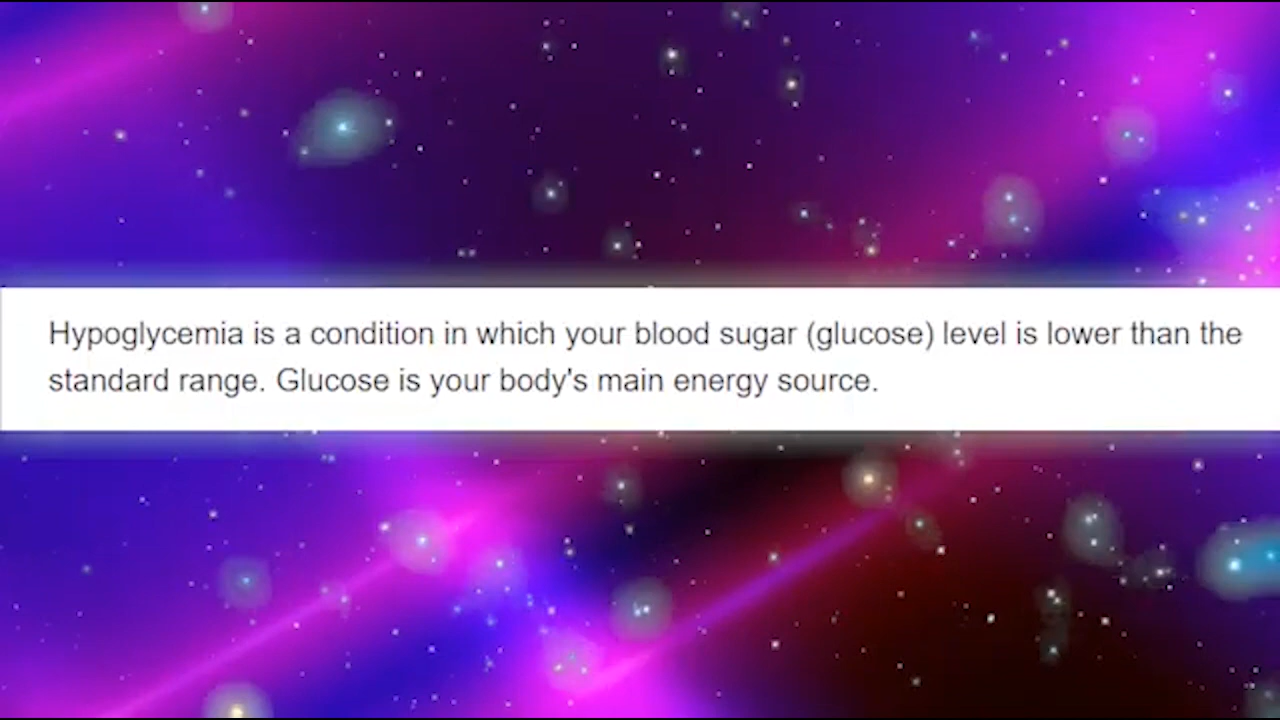 Hypoglycemia is a condition in which your blood sugar (glucose) level is lower than the
standard range. Glucose is your body's main energy source.